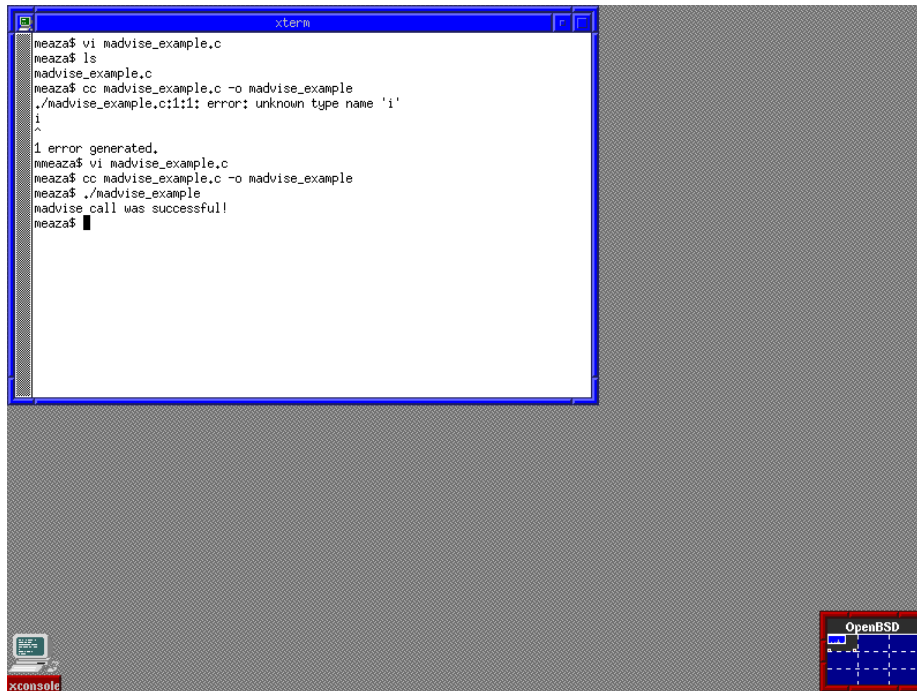 xterm
meaza$ vi madvise_example.c
meaza$ ls
madvise_example.c
meaza$ cc madvise_example.c -o madvise_example
./madvise_example.c:1:1: error: unknown type name 'i'
i
^
1 error generated.
mmeaza$ vi madvise_example.c
meaza$ cc madvise_example.c -o madvise_example
meaza$ ./madvise_example
madvise call was successful!
meaza$
OpenBSD
xconsole